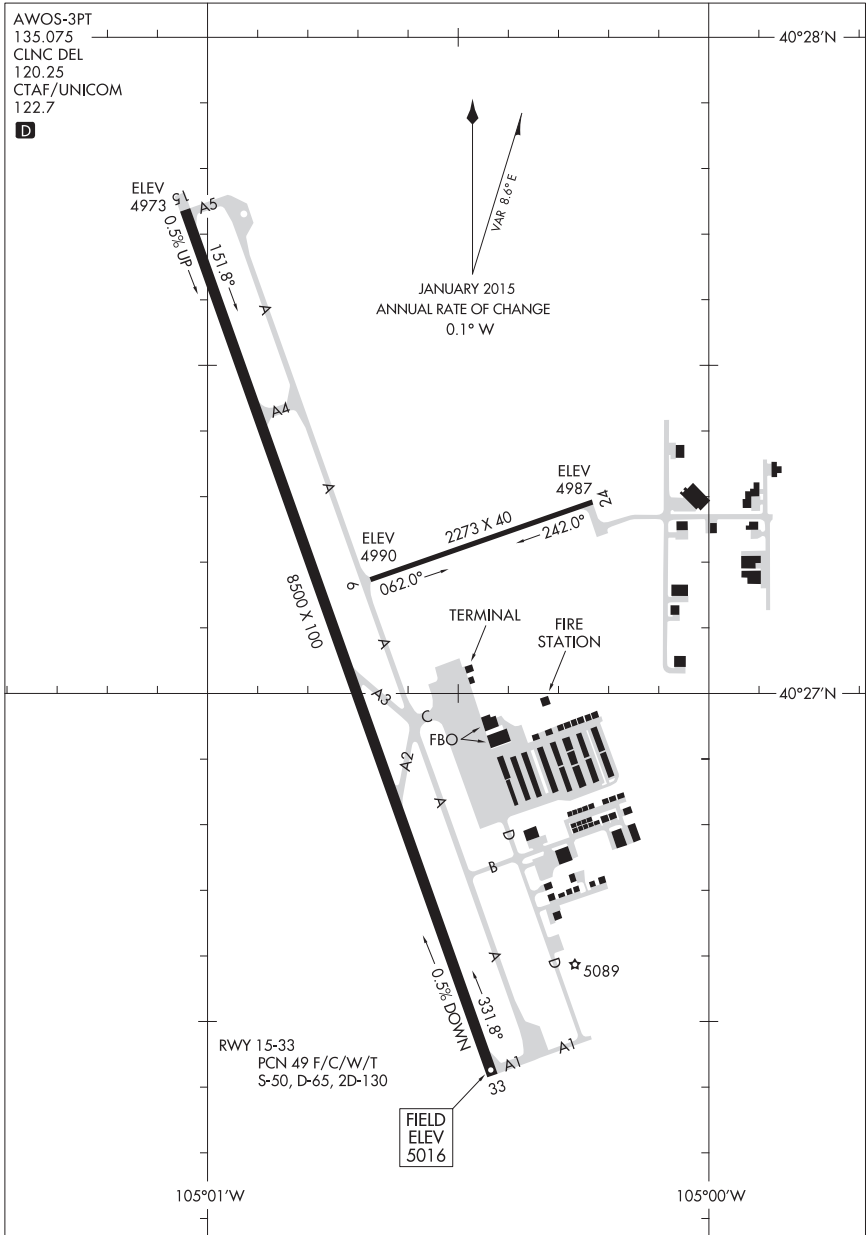 AWOS-3PT
135.075
CLNC DEL
120.25
CTAF/UNICOM
122.7
D
40°28'N
VAR 8.6° E
JANUARY 2015
ANNUAL RATE OF CHANGE
0.1° W
ELEV
4973
15
A5
0.5% UP
151.8°
A
A4
A
ELEV
4987
24
2273 X 40
242.0°
ELEV
4990
062.0°
9
8500 X 100
A
TERMINAL
FIRE
STATION
40°27'N
A3
C
FBO
A2
A
D
B
A
D
5089
0.5% DOWN
331.8°
A1
A1
33
RWY 15-33
PCN 49 F/C/W/T
S-50, D-65, 2D-130
FIELD
ELEV
5016
105°01'W
105°00'W